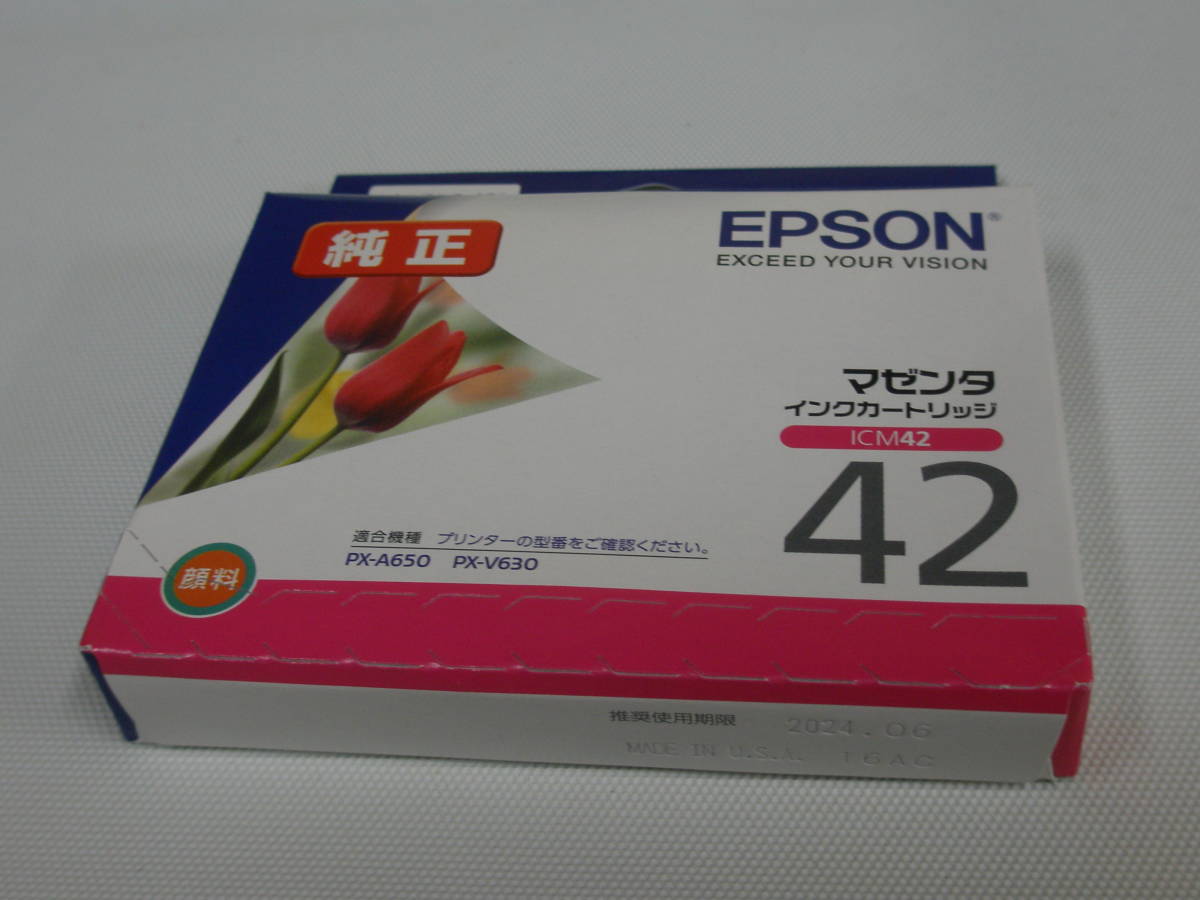 純正
EPSON®
EXCEED YOUR VISION
マゼンタ
インクカートリッジ
ICM42
42
適合機種 プリンターの型番をご確認ください。
PX-A650 PX-V630
顔料
推奨使用期限 2024.06
MADE IN U.S.A. 16AC